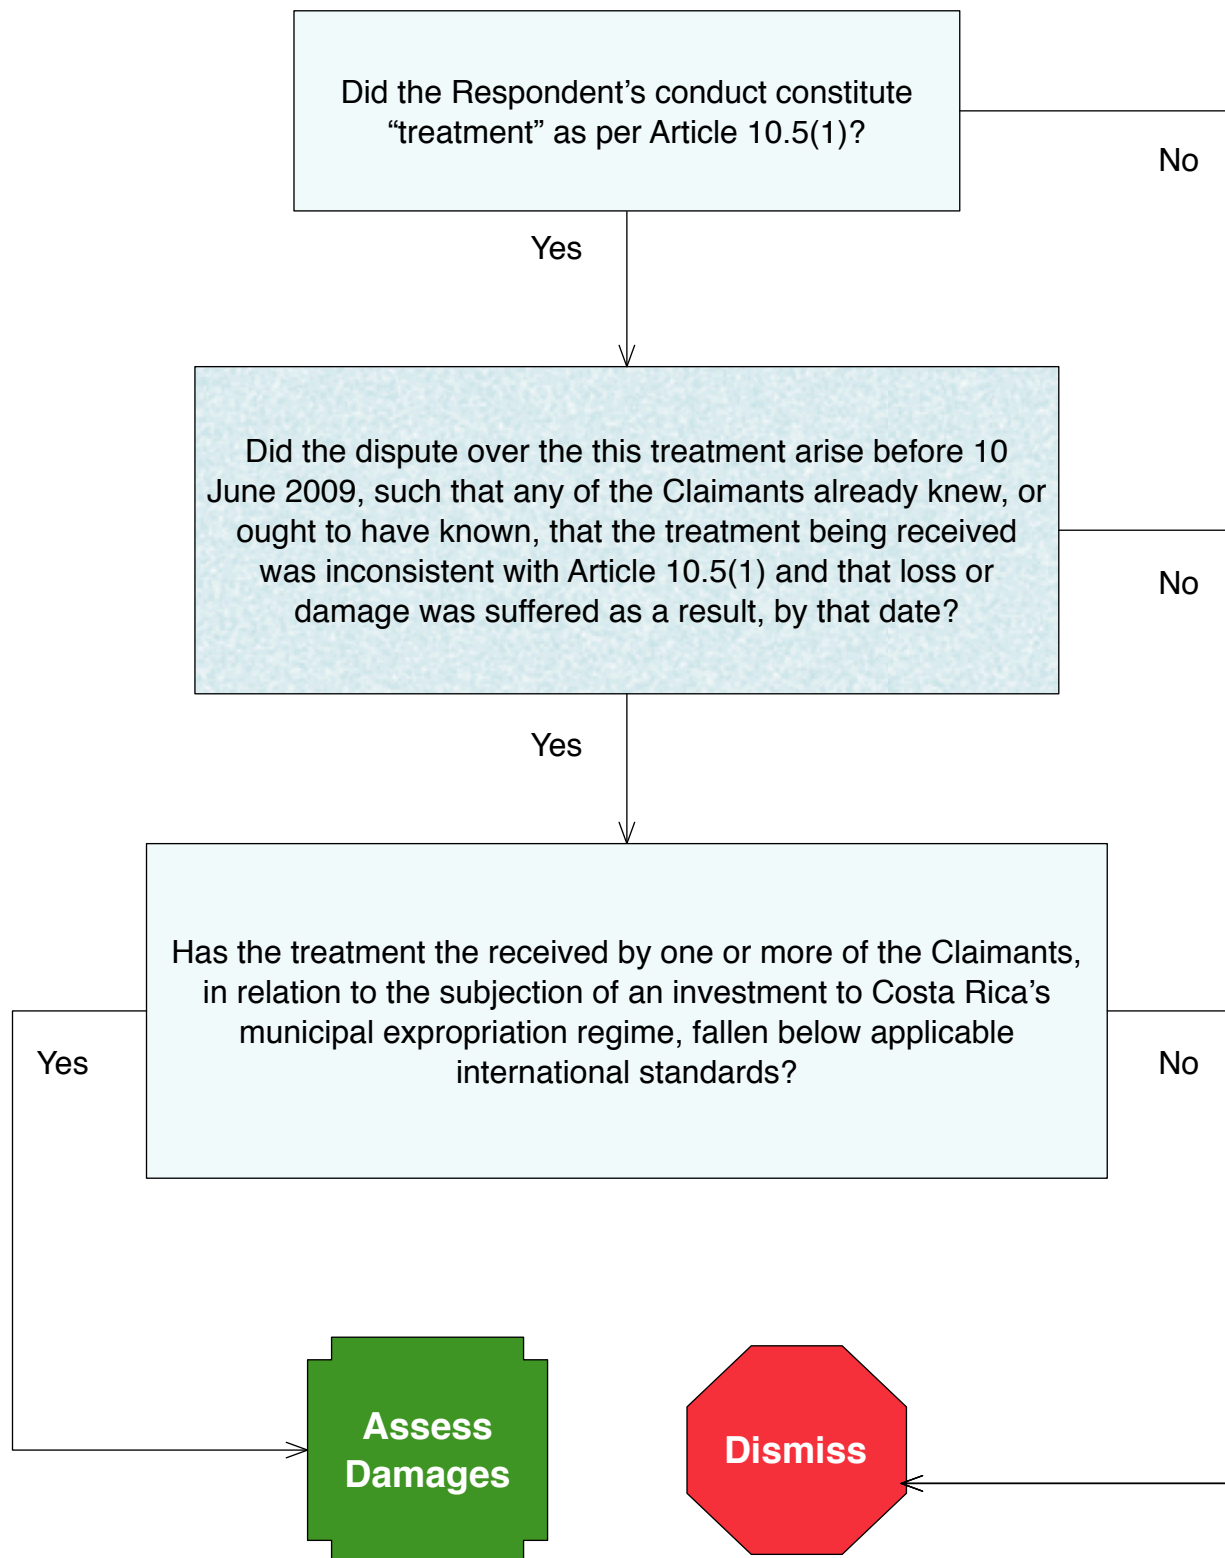 Did the Respondent’s conduct constitute
“treatment” as per Article 10.5(1)?
No
Yes
Did the dispute over the this treatment arise before 10
June 2009, such that any of the Claimants already knew, or
ought to have known, that the treatment being received
was inconsistent with Article 10.5(1) and that loss or
damage was suffered as a result, by that date?
No
Yes
Has the treatment the received by one or more of the Claimants,
in relation to the subjection of an investment to Costa Rica’s
municipal expropriation regime, fallen below applicable
international standards?
Yes
No
Assess
Damages
Dismiss